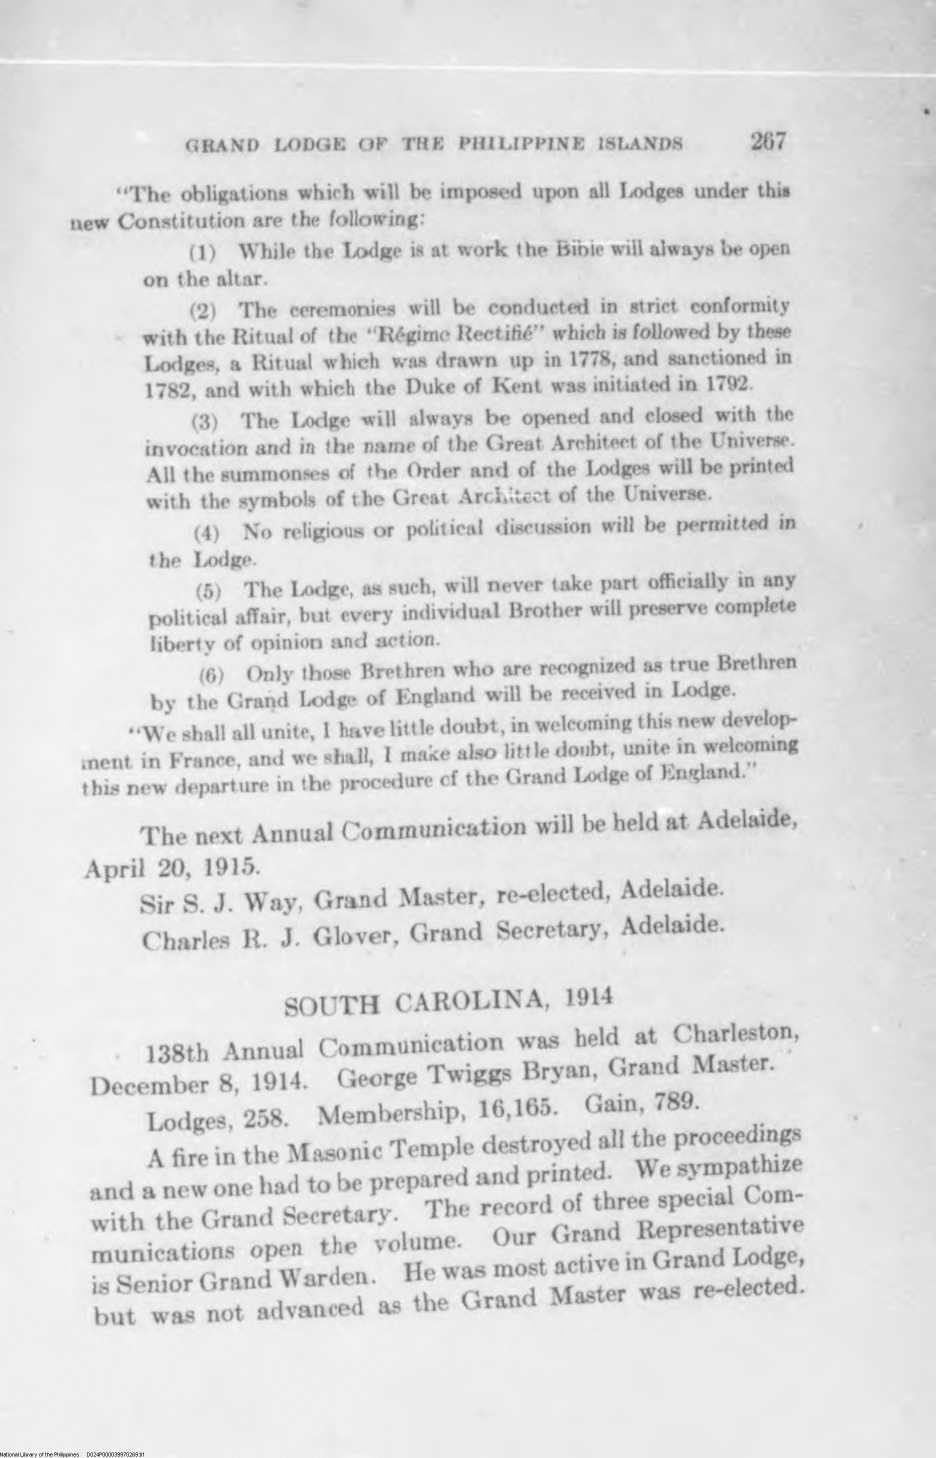 GRAND LODGE OF THE PHILIPPINE ISLANDS 267
"The obligations which will be imposed upon all Lodges under this
new Constitution are the following:
(1) While the Lodge is at work the Bible will always be open
on the altar.
(2) The ceremonies will be conducted in strict conformity
with the Ritual of the "Régime Rectifié" which is followed by these
Lodges, a Ritual which was drawn up in 1778, and sanctioned in
1782, and with which the Duke of Kent was initiated in 1792.
(3) The Lodge will always be opened and closed with the
invocation and in the name of the Great Architect of the Universe.
All the summonses of the Order and of the Lodges will be printed
with the symbols of the Great Architect of the Universe.
(4) No religious or political discussion will be permitted in
the Lodge.
(5) The Lodge, as such, will never take part officially in any
political affair, but every individual Brother will preserve complete
liberty of opinion and action.
(6) Only those Brethren who are recognized as true Brethren
by the Grand Lodge of England will be received in Lodge.
"We shall all unite, I have little doubt, in welcoming this new develop-
ment in France, and we shall, I make also little doubt, unite in welcoming
this new departure in the procedure of the Grand Lodge of England."
The next Annual Communication will be held at Adelaide,
April 20, 1915.
Sir S. J. Way, Grand Master, re-elected, Adelaide.
Charles R. J. Glover, Grand Secretary, Adelaide.
SOUTH CAROLINA, 1914
138th Annual Communication was held at Charleston,
December 8, 1914. George Twiggs Bryan, Grand Master.
Lodges, 258. Membership, 16,165. Gain, 789.
A fire in the Masonic Temple destroyed all the proceedings
and a new one had to be prepared and printed. We sympathize
with the Grand Secretary. The record of three special Com-
munications open the volume. Our Grand Representative
is Senior Grand Warden. He was most active in Grand Lodge,
but was not advanced as the Grand Master was re-elected.
National Library of the Philippines